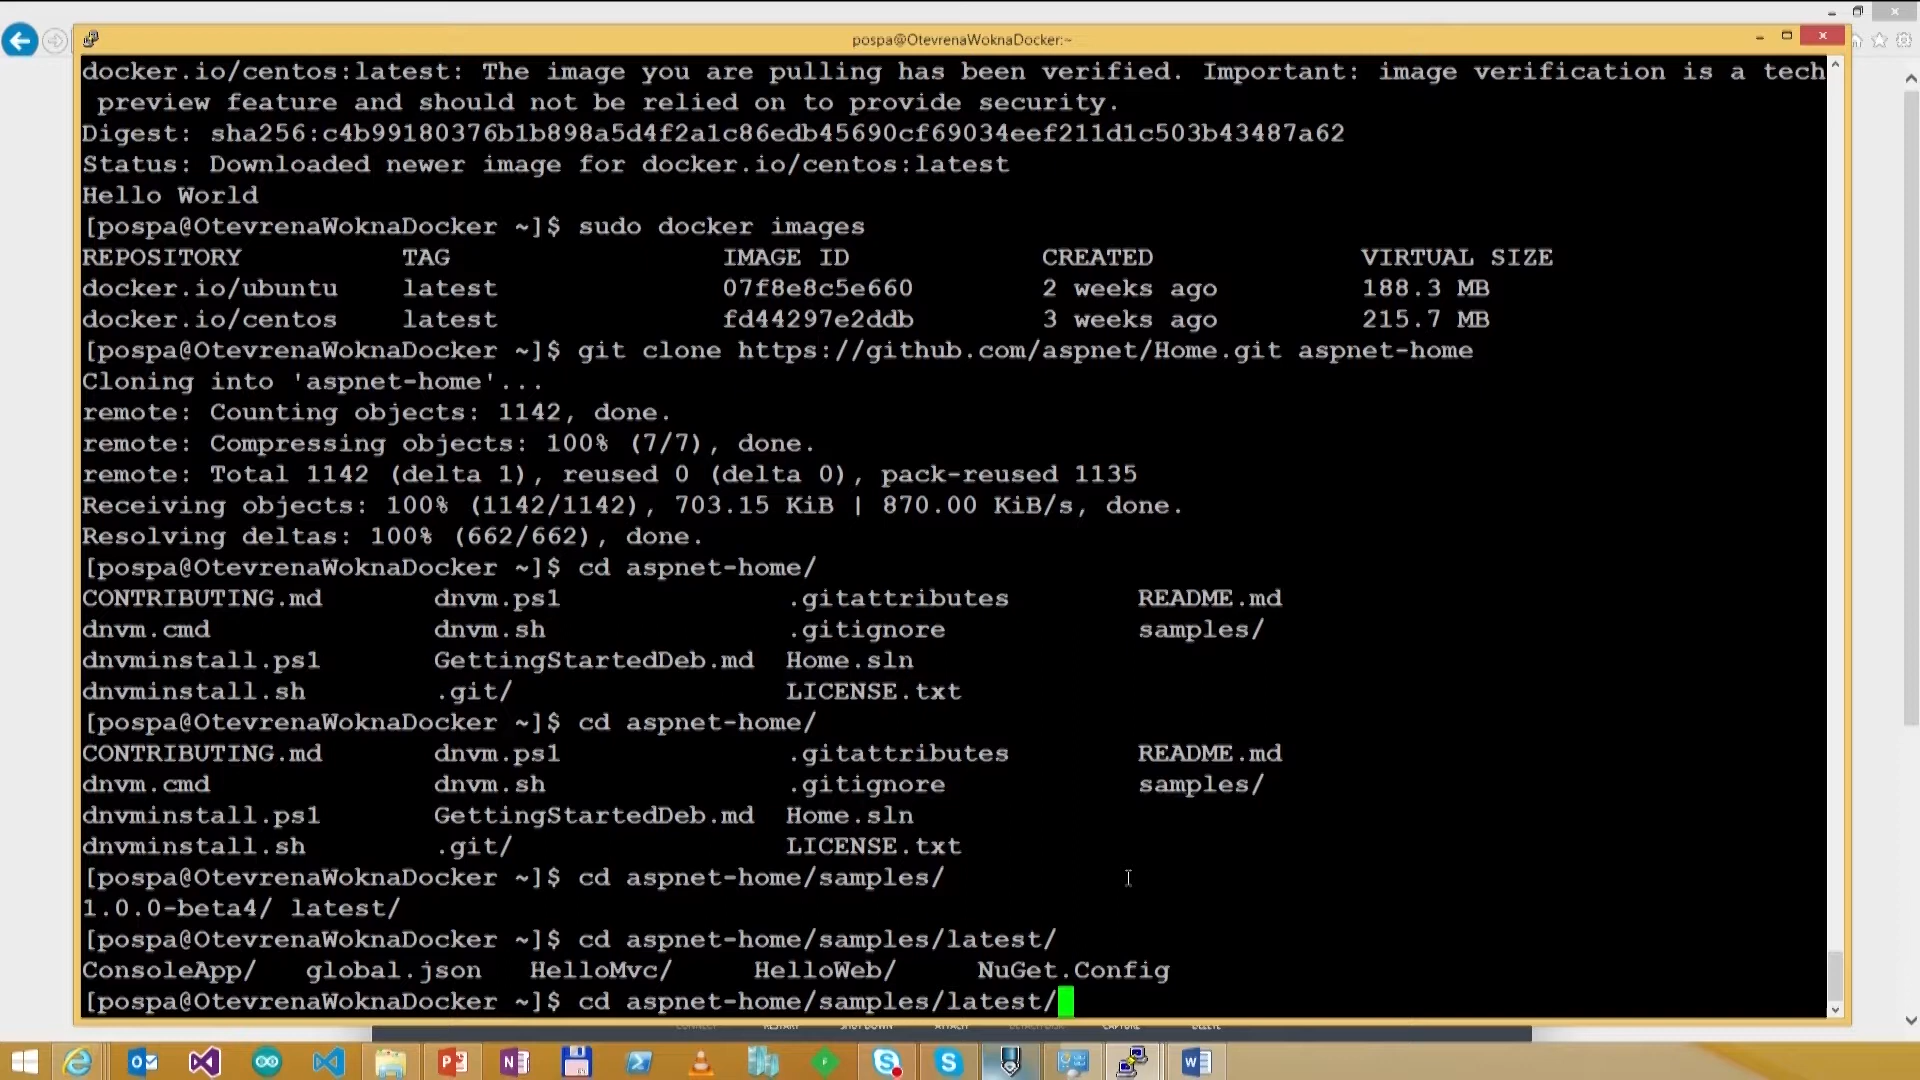 pospa@OtevrenaWoknaDocker:~
docker.io/centos:latest: The image you are pulling has been verified. Important: image verification is a tech
preview feature and should not be relied on to provide security.
Digest: sha256:c4b99180376b1b898a5d4f2a1c86edb45690cf69034eef211d1c503b43487a62
Status: Downloaded newer image for docker.io/centos:latest
Hello World
[pospa@OtevrenaWoknaDocker ~]$ sudo docker images
REPOSITORY TAG IMAGE ID CREATED VIRTUAL SIZE
docker.io/ubuntu latest 07f8e8c5e660 2 weeks ago 188.3 MB
docker.io/centos latest fd44297e2ddb 3 weeks ago 215.7 MB
[pospa@OtevrenaWoknaDocker ~]$ git clone https://github.com/aspnet/Home.git aspnet-home
Cloning into 'aspnet-home'...
remote: Counting objects: 1142, done.
remote: Compressing objects: 100% (7/7), done.
remote: Total 1142 (delta 1), reused 0 (delta 0), pack-reused 1135
Receiving objects: 100% (1142/1142), 703.15 KiB | 870.00 KiB/s, done.
Resolving deltas: 100% (662/662), done.
[pospa@OtevrenaWoknaDocker ~]$ cd aspnet-home/
CONTRIBUTING.md dnvm.ps1 .gitattributes README.md
dnvm.cmd dnvm.sh .gitignore samples/
dnvminstall.ps1 GettingStartedDeb.md Home.sln
dnvminstall.sh .git/ LICENSE.txt
[pospa@OtevrenaWoknaDocker ~]$ cd aspnet-home/
CONTRIBUTING.md dnvm.ps1 .gitattributes README.md
dnvm.cmd dnvm.sh .gitignore samples/
dnvminstall.ps1 GettingStartedDeb.md Home.sln
dnvminstall.sh .git/ LICENSE.txt
[pospa@OtevrenaWoknaDocker ~]$ cd aspnet-home/samples/
1.0.0-beta4/ latest/
[pospa@OtevrenaWoknaDocker ~]$ cd aspnet-home/samples/latest/
ConsoleApp/ global.json HelloMvc/ HelloWeb/ NuGet.Config
[pospa@OtevrenaWoknaDocker ~]$ cd aspnet-home/samples/latest/